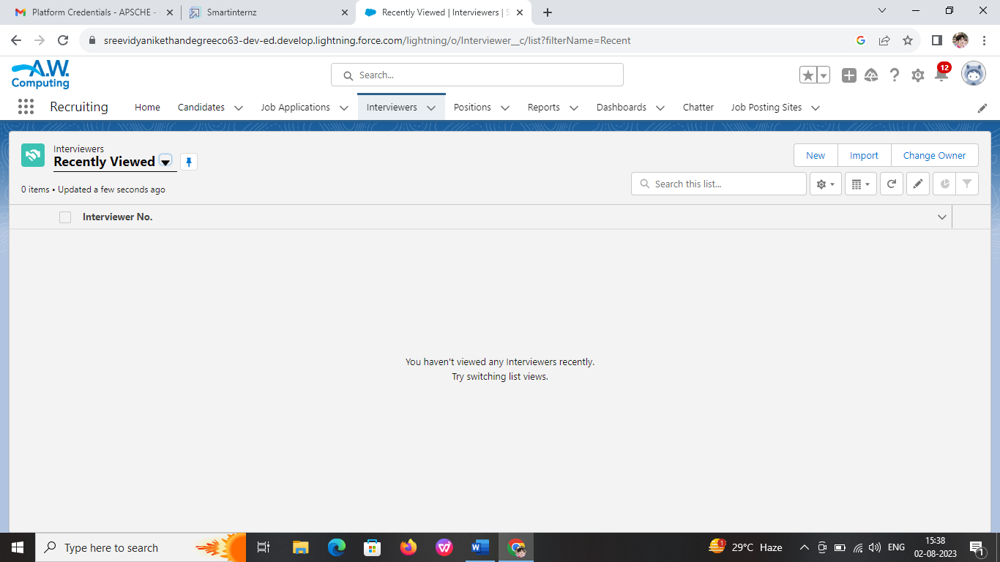 Platform Credentials - APSCHE -
Smartinternz
Recently Viewed | Interviewers | S
sreevidyanikethandegreeco63-dev-ed.develop.lightning.force.com/lightning/o/Interviewer__c/list?filterName=Recent
A.W.
Computing
Search...
12
Recruiting Home Candidates Job Applications Interviewers Positions Reports Dashboards Chatter Job Posting Sites
Interviewers
Recently Viewed
New Import Change Owner
0 items • Updated a few seconds ago
Search this list...
Interviewer No.
You haven't viewed any Interviewers recently.
Try switching list views.
Type here to search
1
29°C Haze
ENG
15:38
02-08-2023
1